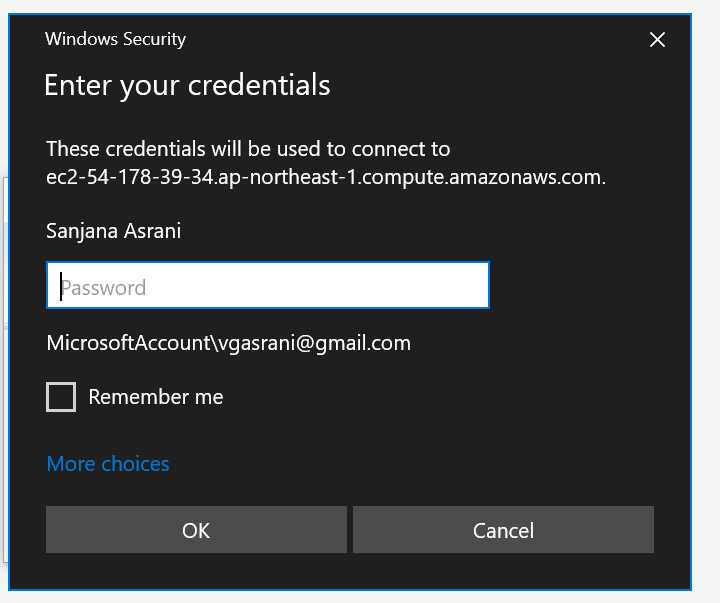 Windows Security
Enter your credentials
These credentials will be used to connect to
ec2-54-178-39-34.ap-northeast-1.compute.amazonaws.com.
Sanjana Asrani
Password
MicrosoftAccount\vgasrani@gmail.com
Remember me
More choices
OK
Cancel